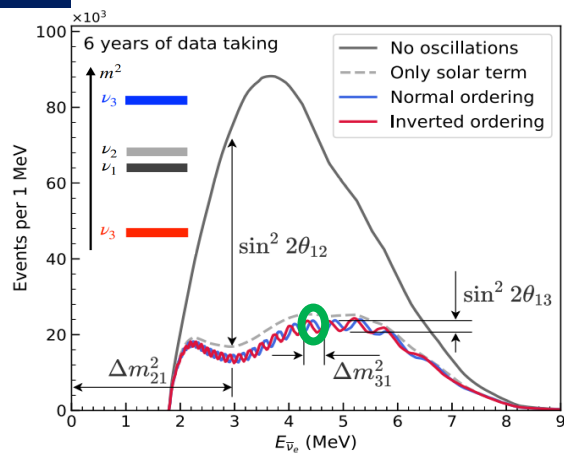 ×10³
100
80
60
40
20
0
Events per 1 MeV
6 years of data taking
m²
ν₃
ν₂
ν₁
ν₃
No oscillations
Only solar term
Normal ordering
Inverted ordering
sin² 2θ₁₂
sin² 2θ₁₃
Δm²₂₁
Δm²₃₁
0 1 2 3 4 5 6 7 8 9
E_ν̅ₑ (MeV)